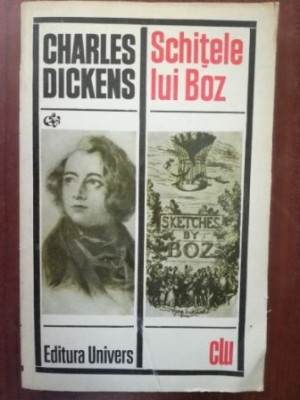 CHARLES
DICKENS
Schițele
lui Boz
SKETCHES
BY
BOZ
Editura Univers
clu